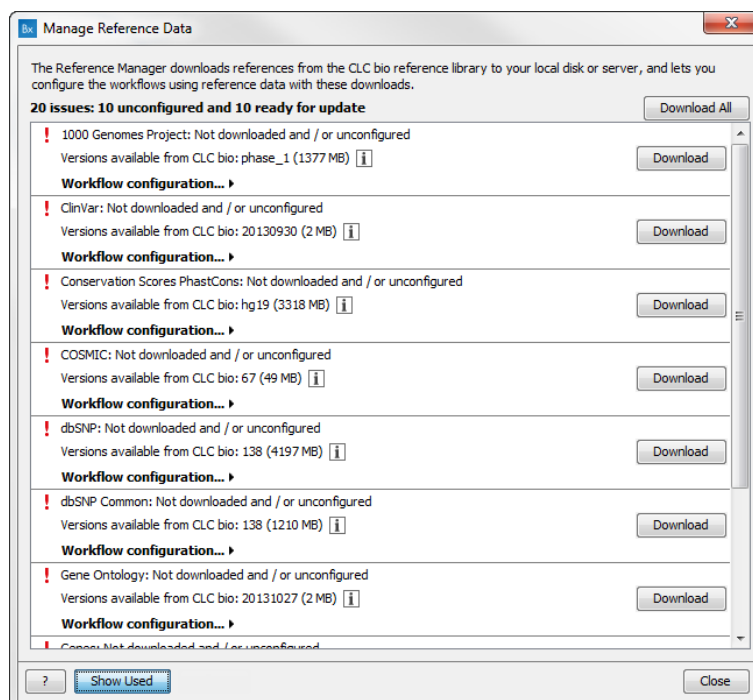 Bx Manage Reference Data
The Reference Manager downloads references from the CLC bio reference library to your local disk or server, and lets you
configure the workflows using reference data with these downloads.
20 issues: 10 unconfigured and 10 ready for update
Download All
! 1000 Genomes Project: Not downloaded and / or unconfigured
Versions available from CLC bio: phase_1 (1377 MB) i
Download
Workflow configuration...
! ClinVar: Not downloaded and / or unconfigured
Versions available from CLC bio: 20130930 (2 MB) i
Download
Workflow configuration...
! Conservation Scores PhastCons: Not downloaded and / or unconfigured
Versions available from CLC bio: hg19 (3318 MB) i
Download
Workflow configuration...
! COSMIC: Not downloaded and / or unconfigured
Versions available from CLC bio: 67 (49 MB) i
Download
Workflow configuration...
! dbSNP: Not downloaded and / or unconfigured
Versions available from CLC bio: 138 (4197 MB) i
Download
Workflow configuration...
! dbSNP Common: Not downloaded and / or unconfigured
Versions available from CLC bio: 138 (1210 MB) i
Download
Workflow configuration...
! Gene Ontology: Not downloaded and / or unconfigured
Versions available from CLC bio: 20131027 (2 MB) i
Download
Workflow configuration...
! Genes: Not downloaded and / or unconfigured
? Show Used Close